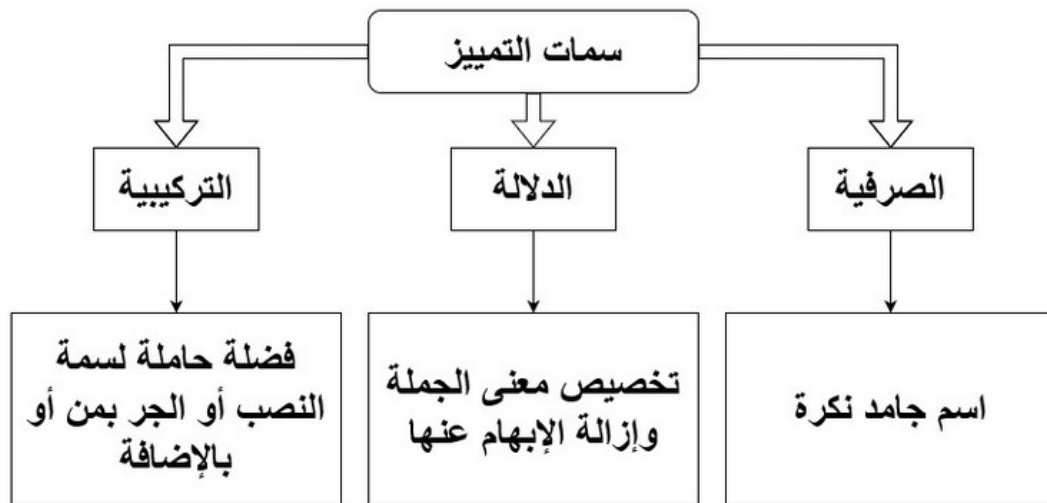 سمات التمييز
الصرفية
الدلالة
التركيبية
اسم جامد نكرة
تخصيص معنى الجملة
وإزالة الإبهام عنها
فضلة حاملة لسمة
النصب أو الجر بمن أو
بالإضافة